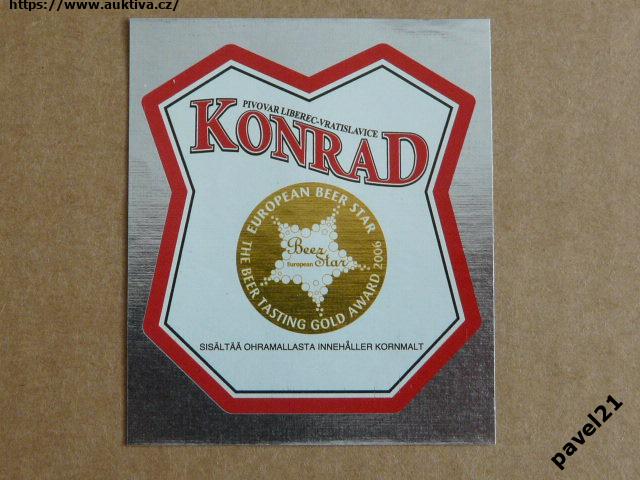 https://www.auktiva.cz/
PIVOVAR LIBEREC-VRATISLAVICE
KONRAD
EUROPEAN BEER STAR
Beer
European Star
THE BEER TASTING GOLD AWARD 2006
SISÄLTÄÄ OHRAMALLASTA INNEHÅLLER KORNMALT
pavel21